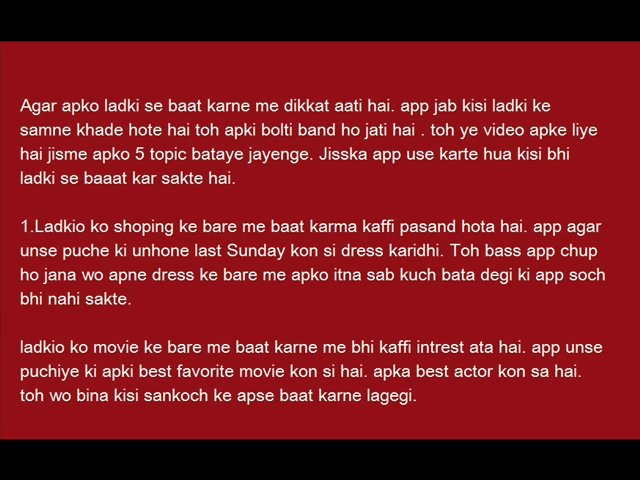 Agar apko ladki se baat karne me dikkat aati hai. app jab kisi ladki ke
samne khade hote hai toh apki bolti band ho jati hai . toh ye video apke liye
hai jisme apko 5 topic bataye jayenge. Jisska app use karte hua kisi bhi
ladki se baaat kar sakte hai.
1.Ladkio ko shoping ke bare me baat karma kaffi pasand hota hai. app agar
unse puche ki unhone last Sunday kon si dress karidhi. Toh bass app chup
ho jana wo apne dress ke bare me apko itna sab kuch bata degi ki app soch
bhi nahi sakte.
ladkio ko movie ke bare me baat karne me bhi kaffi intrest ata hai. app unse
puchiye ki apki best favorite movie kon si hai. apka best actor kon sa hai.
toh wo bina kisi sankoch ke apse baat karne lagegi.